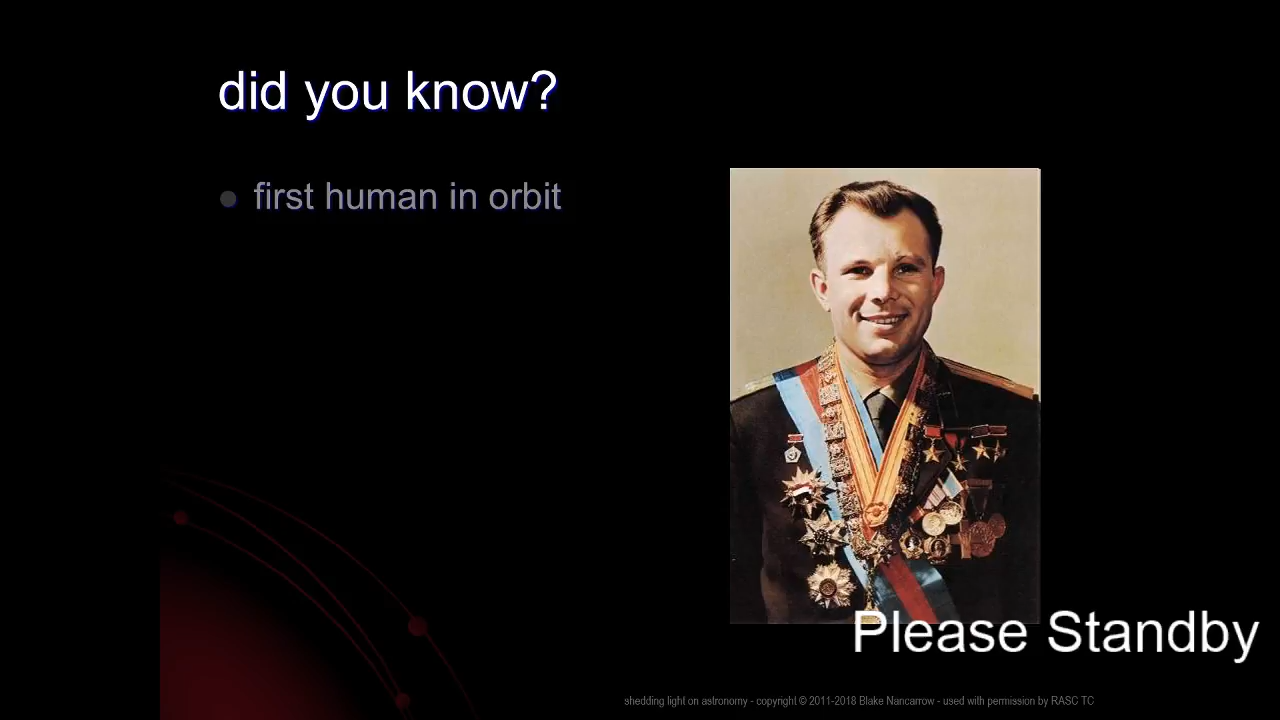 did you know?
first human in orbit
Please Standby
shedding light on astronomy - copyright © 2011-2018 Blake Nancarrow - used with permission by RASC TC